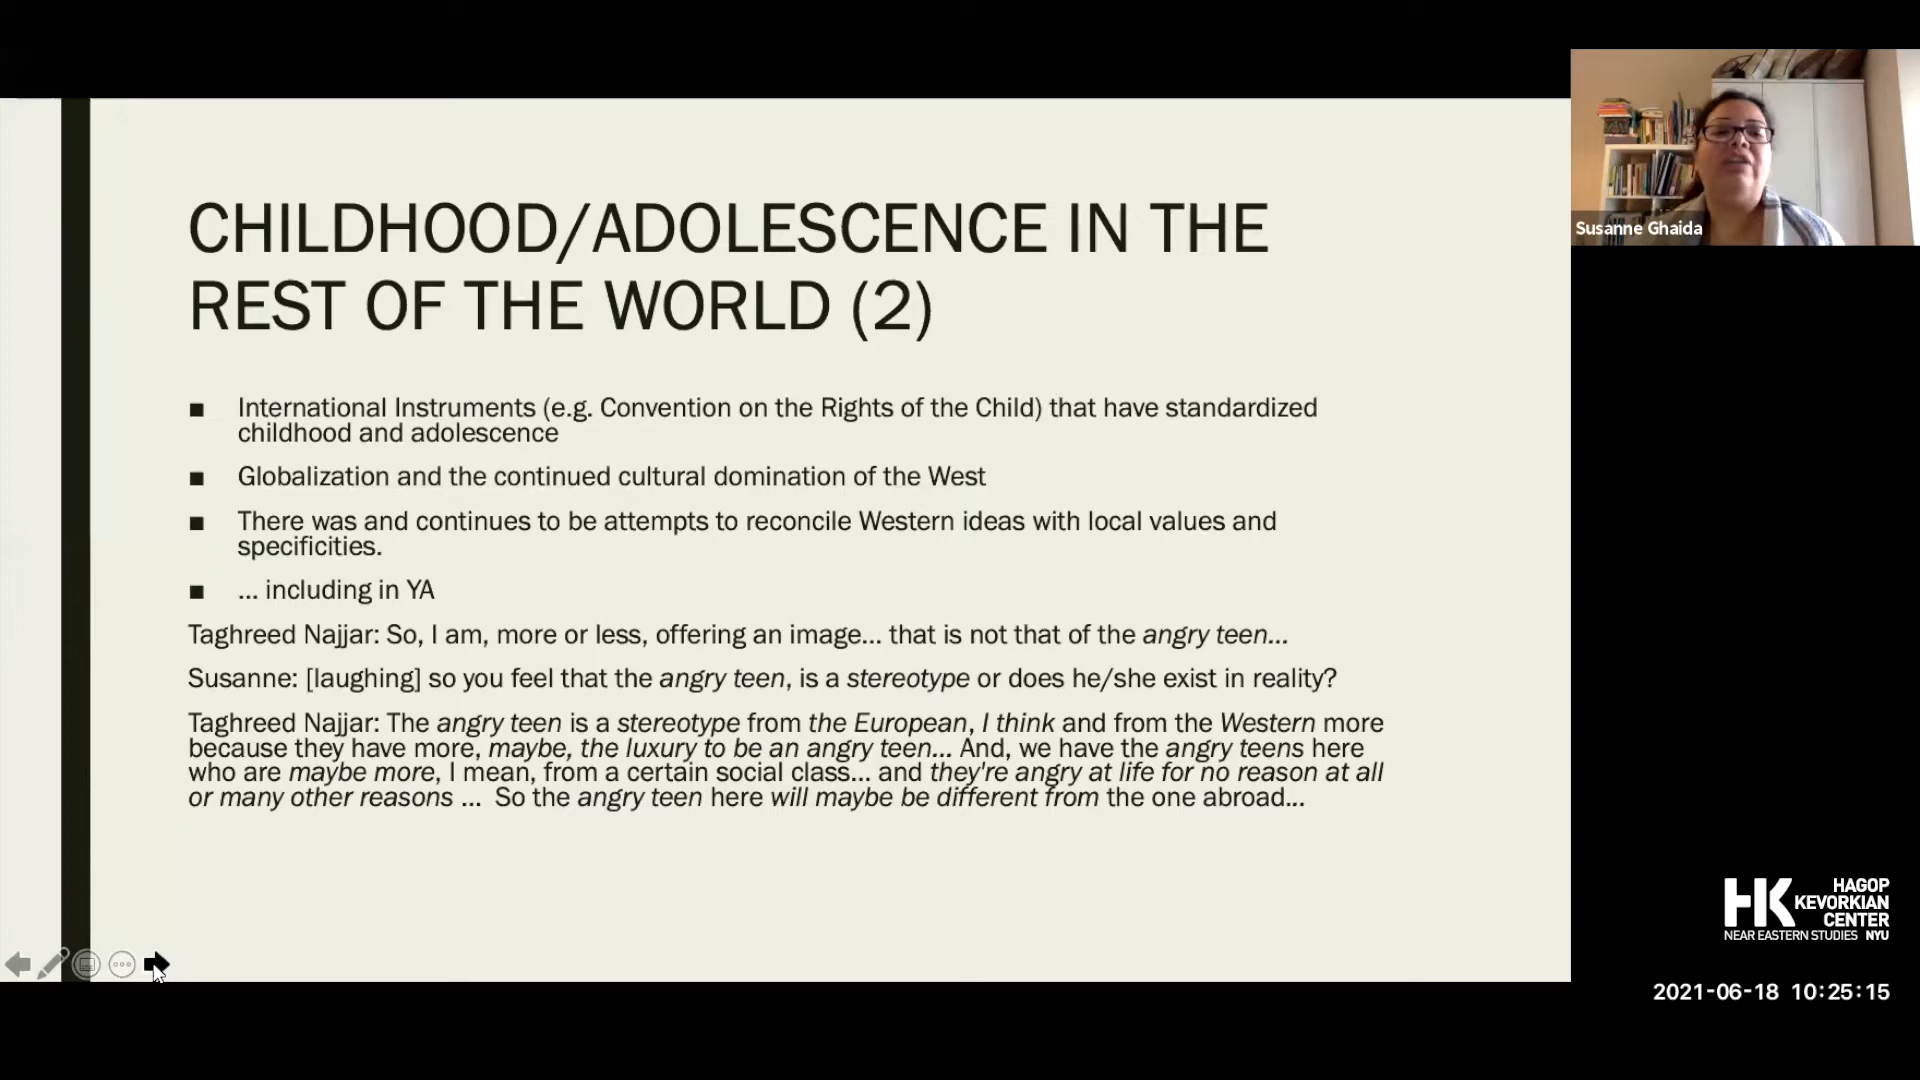 CHILDHOOD/ADOLESCENCE IN THE
REST OF THE WORLD (2)
■ International Instruments (e.g. Convention on the Rights of the Child) that have standardized
childhood and adolescence
■ Globalization and the continued cultural domination of the West
■ There was and continues to be attempts to reconcile Western ideas with local values and
specificities.
■ ... including in YA
Taghreed Najjar: So, I am, more or less, offering an image... that is not that of the angry teen...
Susanne: [laughing] so you feel that the angry teen, is a stereotype or does he/she exist in reality?
Taghreed Najjar: The angry teen is a stereotype from the European, I think and from the Western more
because they have more, maybe, the luxury to be an angry teen... And, we have the angry teens here
who are maybe more, I mean, from a certain social class... and they're angry at life for no reason at all
or many other reasons ... So the angry teen here will maybe be different from the one abroad...
Susanne Ghaida
HK
HAGOP
KEVORKIAN
CENTER
NEAR EASTERN STUDIES NYU
2021-06-18 10:25:15